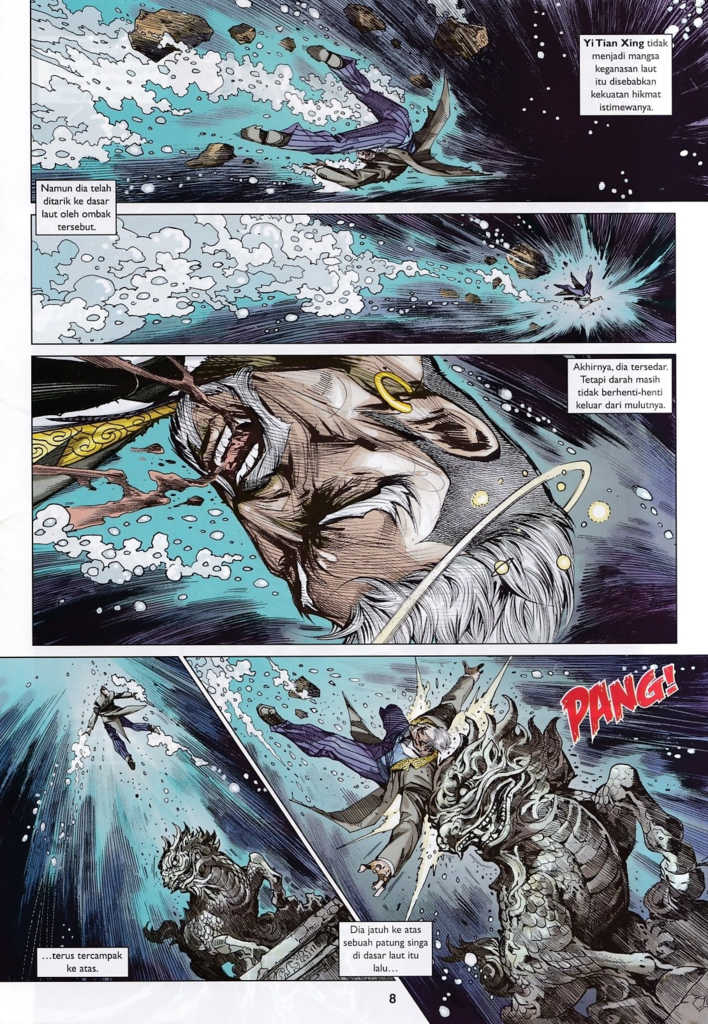 Yi Tian Xing tidak
menjadi mangsa
keganasan laut
itu disebabkan
kekuatan hikmat
istimewanya.
Namun dia telah
ditarik ke dasar
laut oleh ombak
tersebut.
Akhirnya, dia tersedar.
Tetapi darah masih
tidak berhenti-henti
keluar dari mulutnya.
PANG!
...terus tercampak
ke atas.
Dia jatuh ke atas
sebuah patung singa
di dasar laut itu
lalu...
8